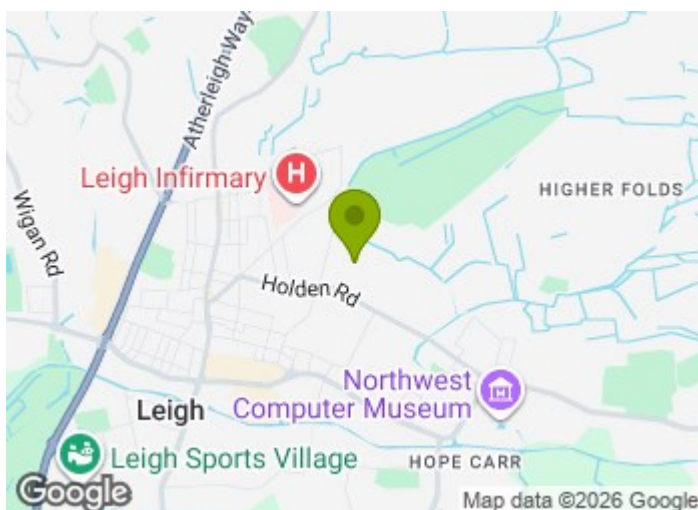 Atherleigh Way
Leigh Infirmary
H
HIGHER FOLDS
Wigan Rd
Holden Rd
Northwest
Computer Museum
Leigh
Leigh Sports Village
HOPE CARR
Google
Map data ©2026 Google